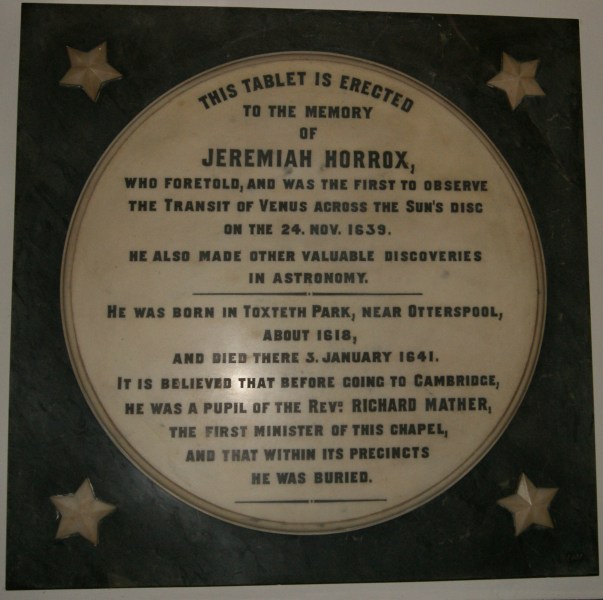 THIS TABLET IS ERECTED
TO THE MEMORY
OF
JEREMIAH HORROX,
WHO FORETOLD, AND WAS THE FIRST TO OBSERVE
THE TRANSIT OF VENUS ACROSS THE SUN'S DISC
ON THE 24. NOV. 1639.
HE ALSO MADE OTHER VALUABLE DISCOVERIES
IN ASTRONOMY.
HE WAS BORN IN TOXTETH PARK, NEAR OTTERSPOOL,
ABOUT 1618,
AND DIED THERE 3. JANUARY 1641.
IT IS BELIEVED THAT BEFORE GOING TO CAMBRIDGE,
HE WAS A PUPIL OF THE REVD. RICHARD MATHER,
THE FIRST MINISTER OF THIS CHAPEL,
AND THAT WITHIN ITS PRECINCTS
HE WAS BURIED.